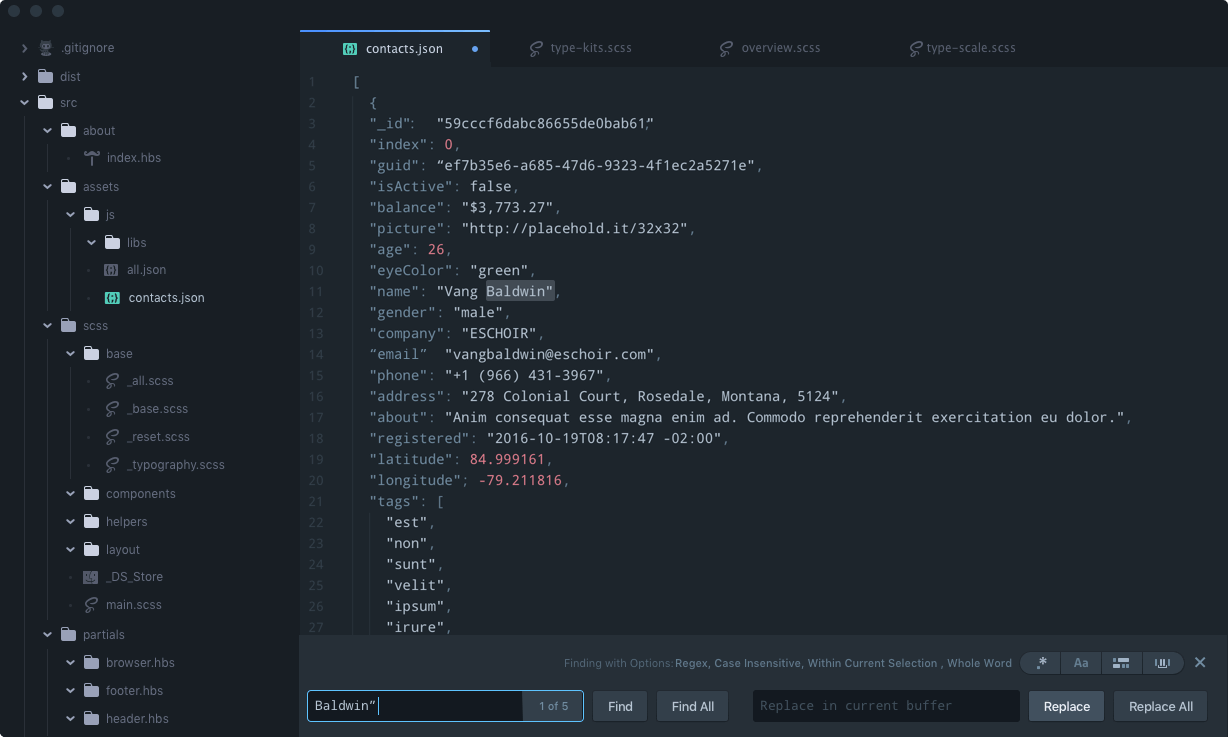 .gitignore
dist
src
about
index.hbs
assets
js
libs
all.json
contacts.json
scss
base
_all.scss
_base.scss
_reset.scss
_typography.scss
components
helpers
layout
_DS_Store
main.scss
partials
browser.hbs
footer.hbs
header.hbs
contacts.json type-kits.scss overview.scss type-scale.scss
1 [
2 {
3 "_id": "59cccf6dabc86655de0bab61,"
4 "index": 0,
5 "guid": “ef7b35e6-a685-47d6-9323-4f1ec2a5271e",
6 "isActive": false,
7 "balance": "$3,773.27",
8 "picture": "http://placehold.it/32x32",
9 "age": 26,
10 "eyeColor": "green",
11 "name": "Vang Baldwin",
12 "gender": "male",
13 "company": "ESCHOIR",
14 “email” "vangbaldwin@eschoir.com",
15 "phone": "+1 (966) 431-3967",
16 "address": "278 Colonial Court, Rosedale, Montana, 5124",
17 "about": "Anim consequat esse magna enim ad. Commodo reprehenderit exercitation eu dolor.",
18 "registered": "2016-10-19T08:17:47 -02:00",
19 "latitude": 84.999161,
20 "longitude"; -79.211816,
21 "tags": [
22 "est",
23 "non",
24 "sunt",
25 "velit",
26 "ipsum",
27 "irure",
Finding with Options: Regex, Case Insensitive, Within Current Selection , Whole Word .* Aa
Baldwin” 1 of 5 Find Find All Replace in current buffer Replace Replace All